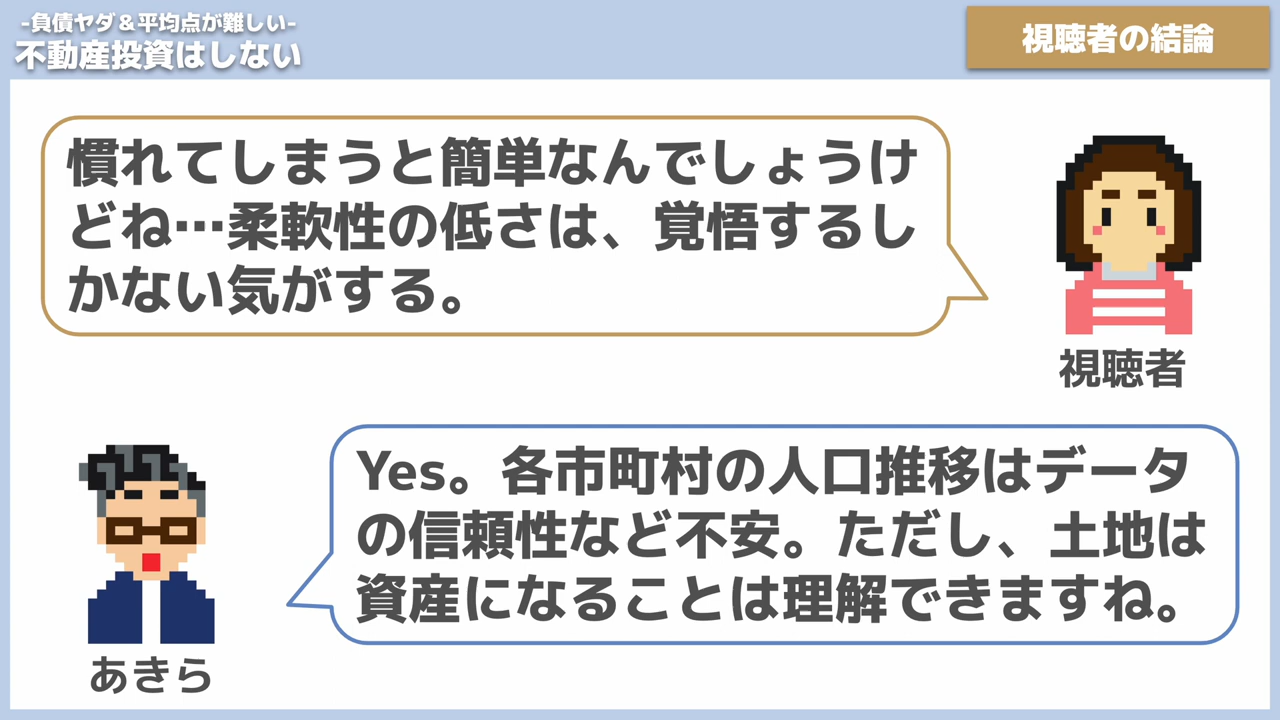 -負債ヤダ＆平均点が難しい-
不動産投資はしない
視聴者の結論
慣れてしまうと簡単なんでしょうけ
どね…柔軟性の低さは、覚悟するし
かない気がする。
視聴者
Yes。各市町村の人口推移はデータ
の信頼性など不安。ただし、土地は
資産になることは理解できますね。
あきら